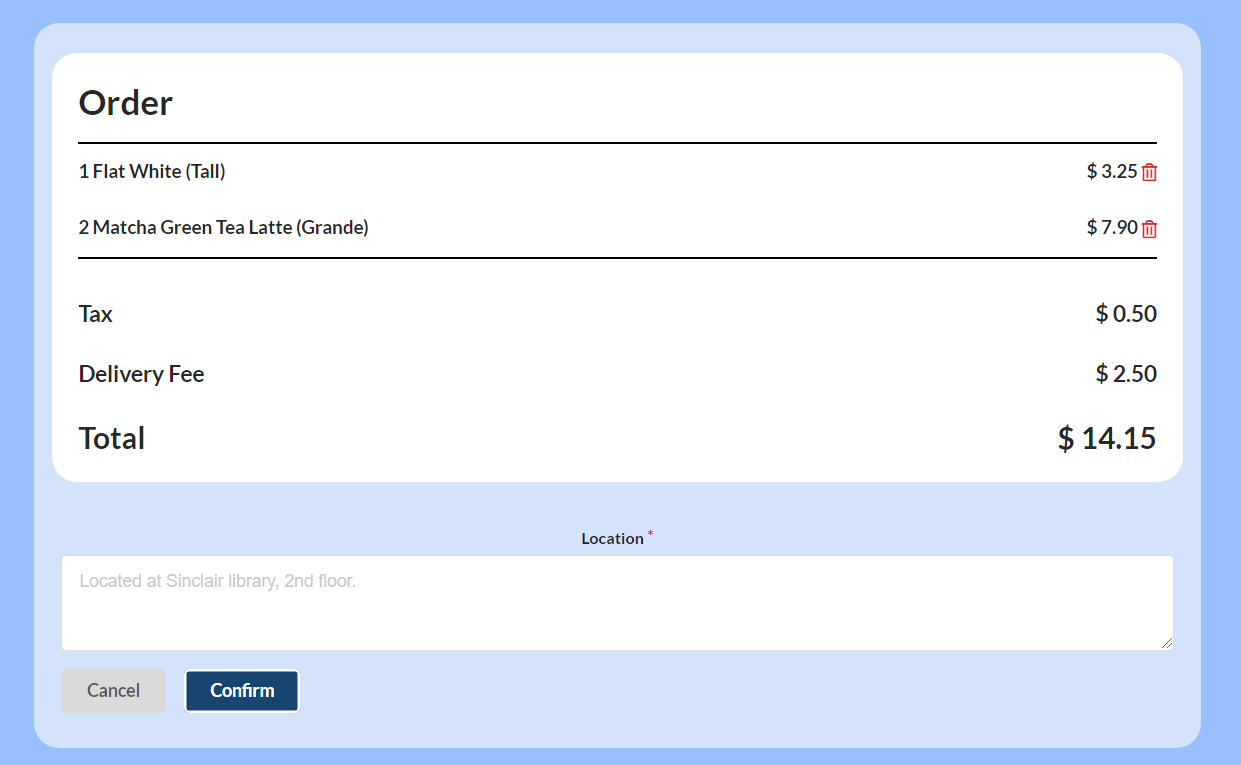 Order
1 Flat White (Tall) $ 3.25
2 Matcha Green Tea Latte (Grande) $ 7.90
Tax $ 0.50
Delivery Fee $ 2.50
Total $ 14.15
Location *
Located at Sinclair library, 2nd floor.
Cancel Confirm